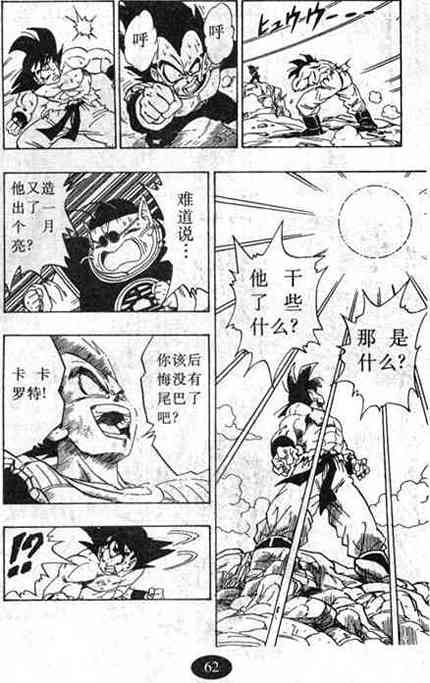 ヒュウーウー---
呼
呼
那是
什么?
他干
了些
什么?
难
道
说
…
他又造
出了一
个月
亮?
你该后
悔没有
尾巴了
吧?
卡卡
罗特!
!?
62